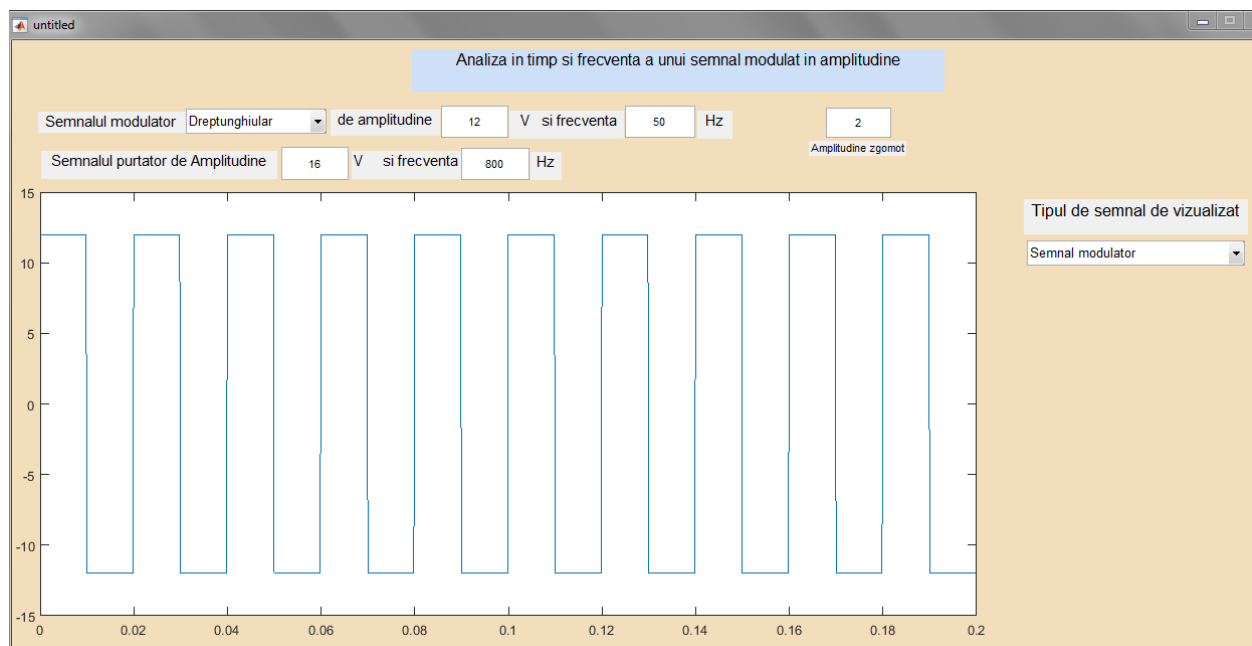 untitled
Analiza in timp si frecventa a unui semnal modulat in amplitudine
Semnalul modulator Dreptunghiular de amplitudine 12 V si frecventa 50 Hz 2
Amplitudine zgomot
Semnalul purtator de Amplitudine 16 V si frecventa 800 Hz
Tipul de semnal de vizualizat
Semnal modulator
15
10
5
0
-5
-10
-15
0 0.02 0.04 0.06 0.08 0.1 0.12 0.14 0.16 0.18 0.2